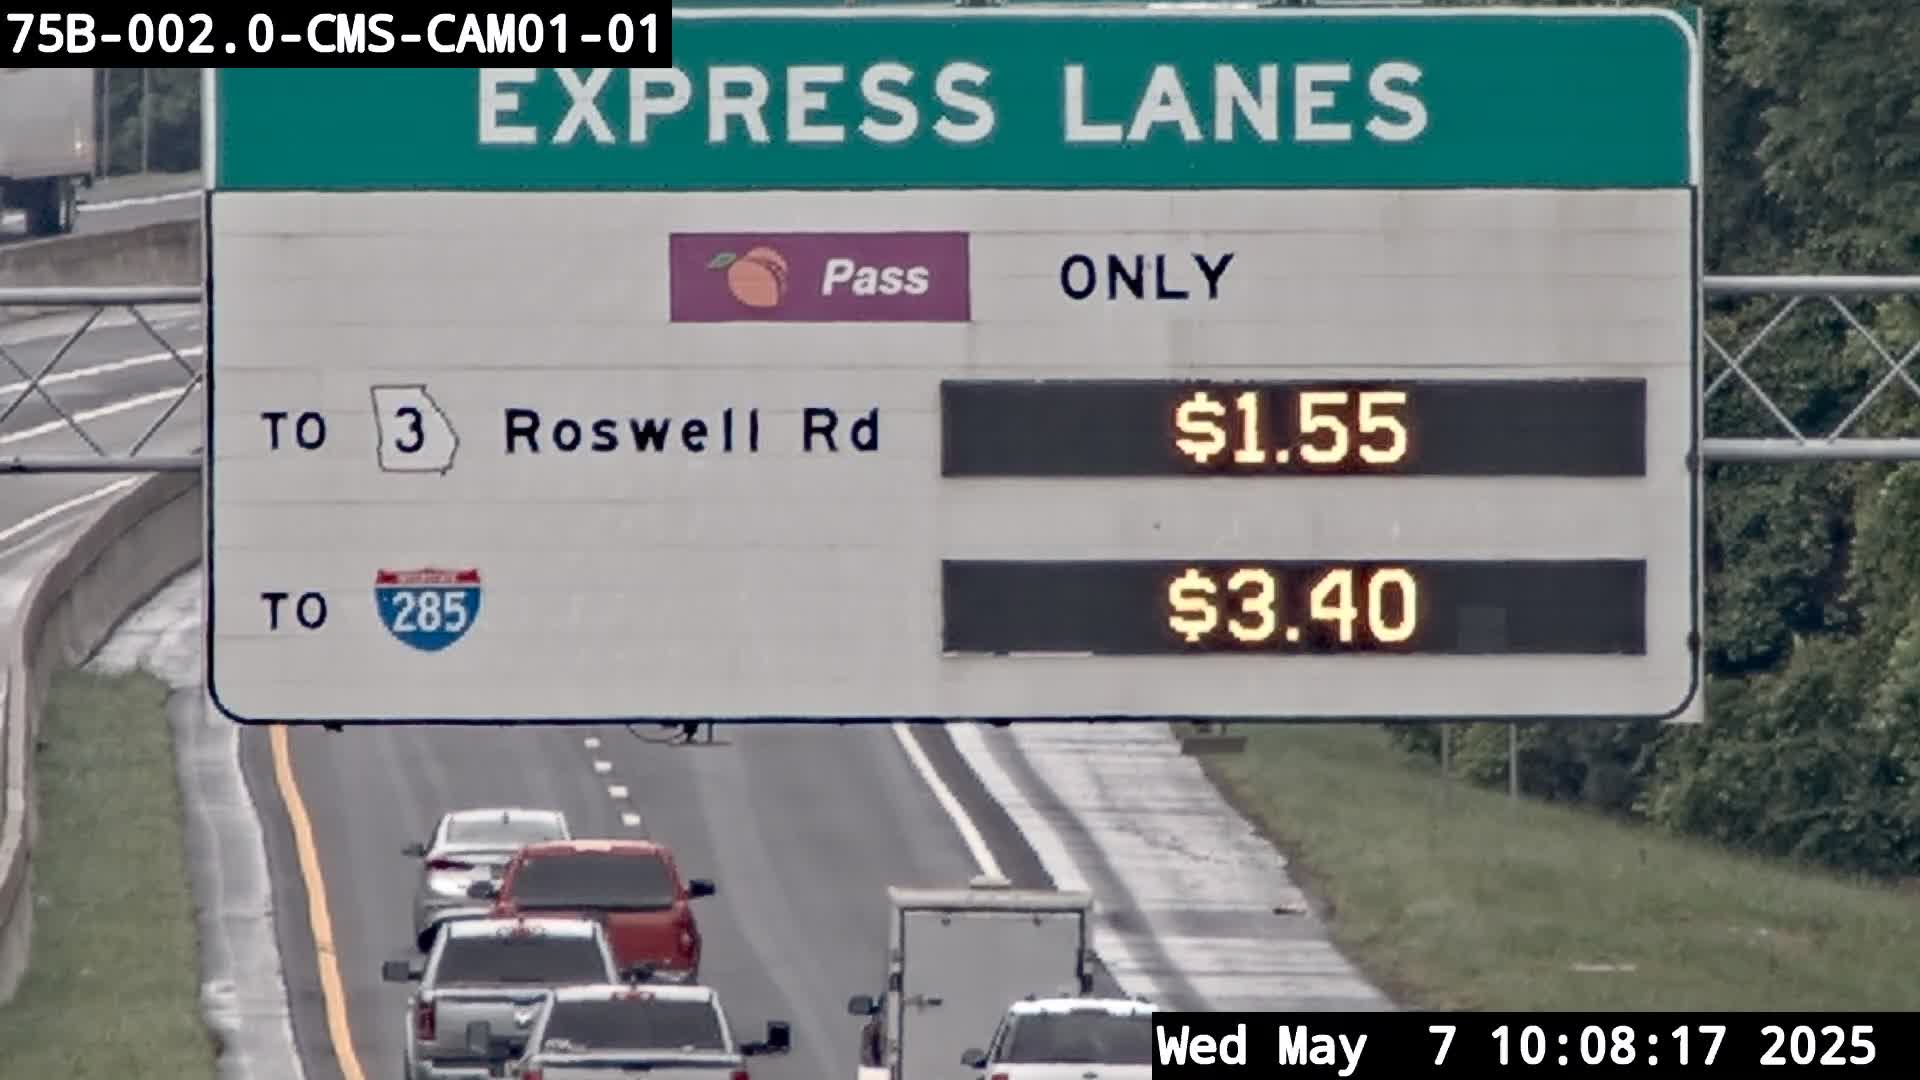 75B-002.0-CMS-CAM01-01
EXPRESS LANES
Pass ONLY
TO 3 Roswell Rd $1.55
TO 285 $3.40
Wed May 7 10:08:17 2025